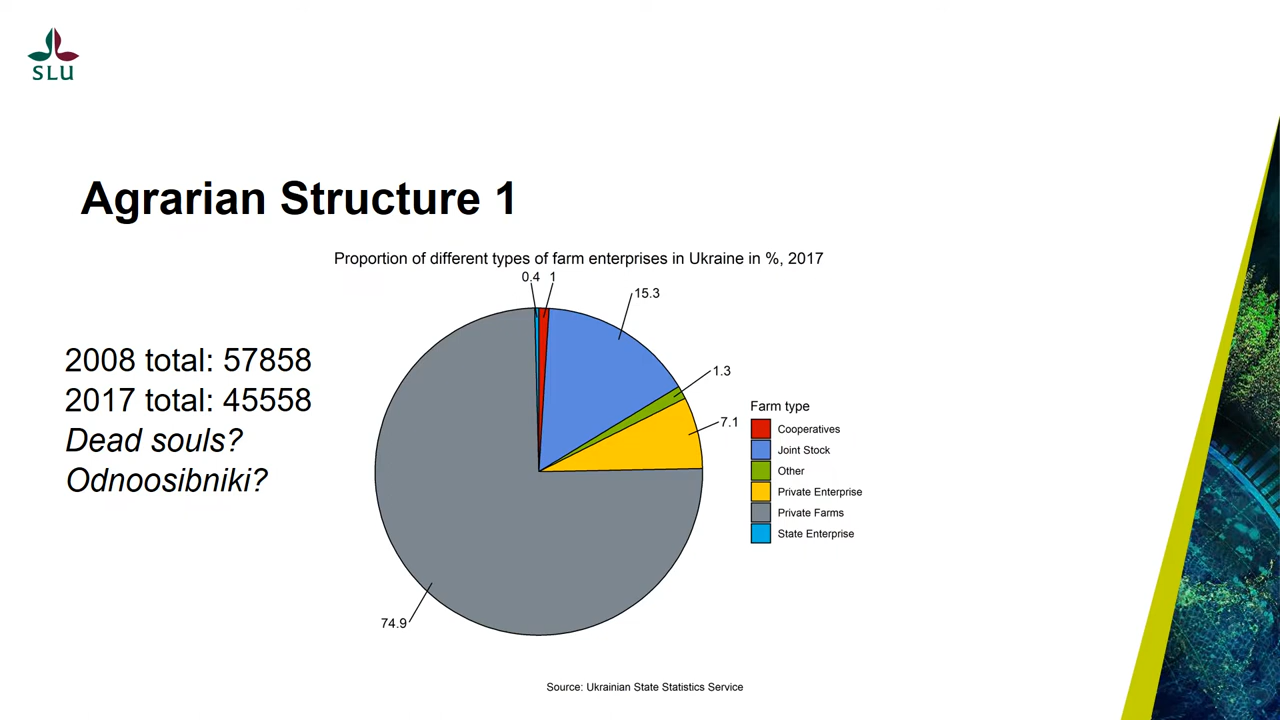 SLU
Agrarian Structure 1
Proportion of different types of farm enterprises in Ukraine in %, 2017
0.4 1
15.3
1.3
7.1
74.9
2008 total: 57858
2017 total: 45558
Dead souls?
Odnoosibniki?
Farm type
Cooperatives
Joint Stock
Other
Private Enterprise
Private Farms
State Enterprise
Source: Ukrainian State Statistics Service